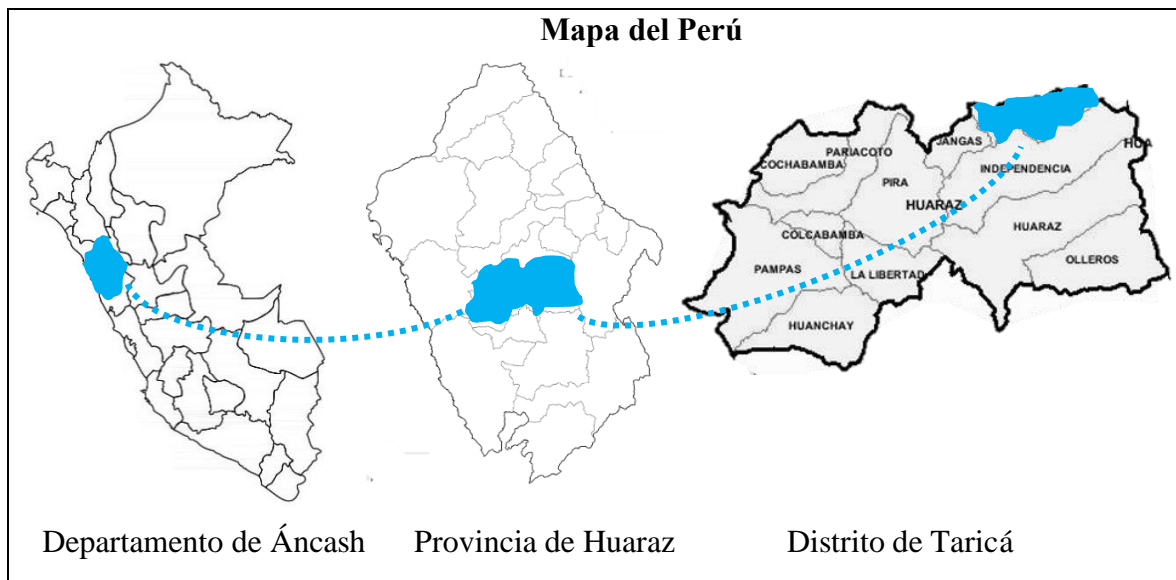 Mapa del Perú
PARIACOTO
COCHABAMBA
JANGAS
HUA
INDEPENDENCIA
PIRA
HUARAZ
HUARAZ
COLCABAMBA
OLLEROS
PAMPAS
LA LIBERTAD
HUANCHAY
Departamento de Áncash
Provincia de Huaraz
Distrito de Taricá